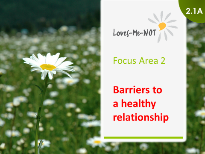 2.1A
Loves-Me-NOT
Focus Area 2
Barriers to
a healthy
relationship